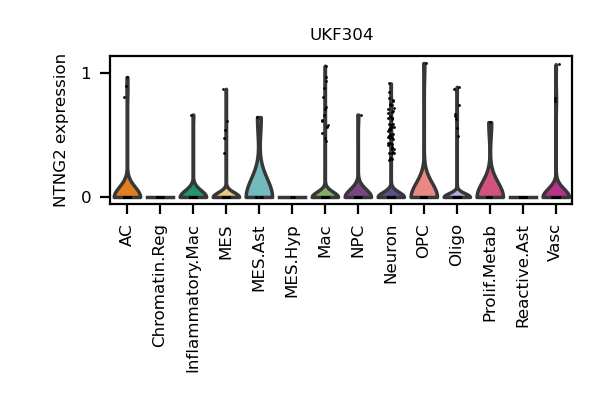 UKF304
NTNG2 expression
1
0
AC
Chromatin.Reg
Inflammatory.Mac
MES
MES.Ast
MES.Hyp
Mac
NPC
Neuron
OPC
Oligo
Prolif.Metab
Reactive.Ast
Vasc